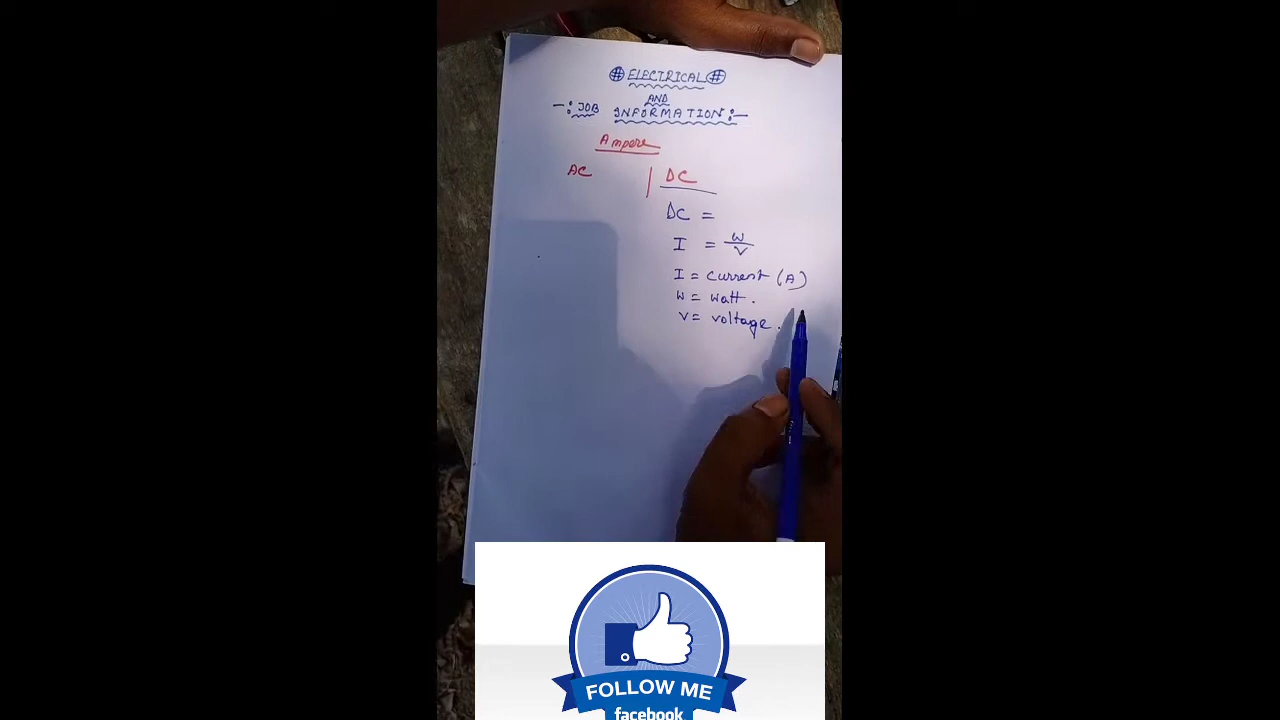 # ELECTRICAL #
AND
-: JOB INFORMATION :-
Ampere
AC | DC
DC =
I = W/V
I = current (A)
W = watt.
V = voltage.
FOLLOW ME
facebook